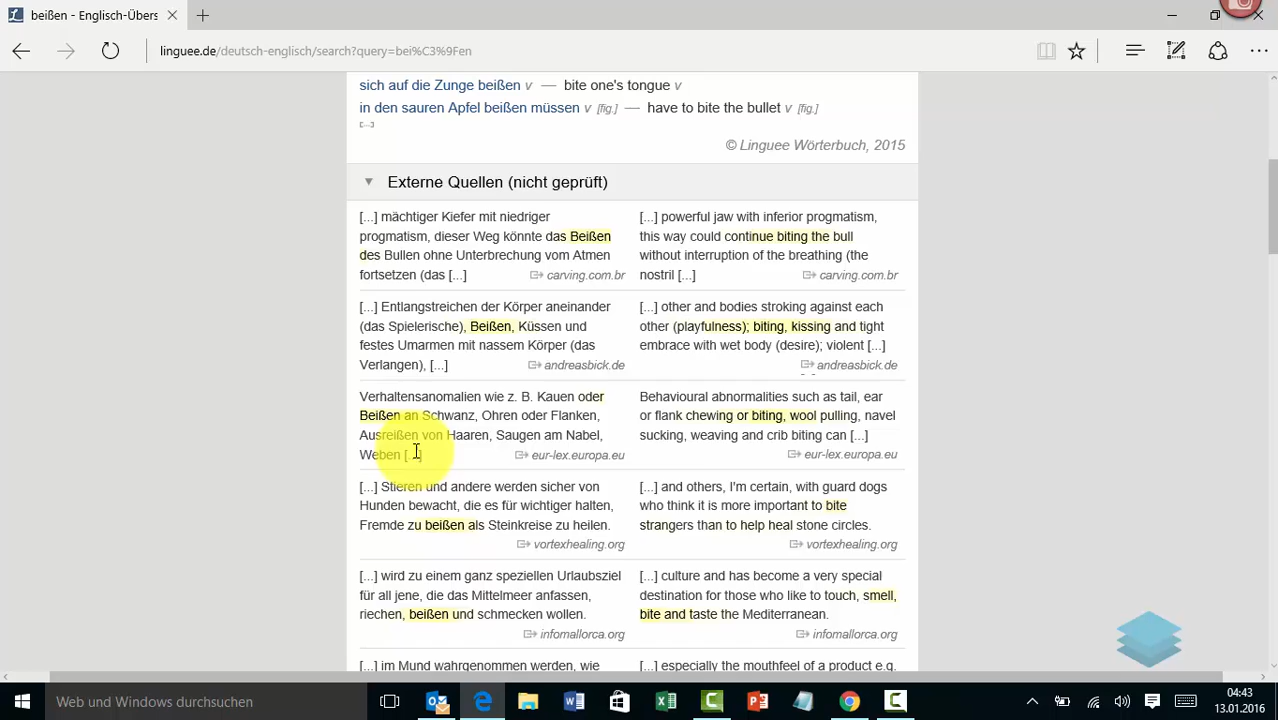 beißen - Englisch-Übers
linguee.de/deutsch-englisch/search?query=bei%C3%9Fen
sich auf die Zunge beißen v — bite one's tongue v
in den sauren Apfel beißen müssen v [fig.] — have to bite the bullet v [fig.]
[...]
© Linguee Wörterbuch, 2015
Externe Quellen (nicht geprüft)
[...] mächtiger Kiefer mit niedriger
progmatism, dieser Weg könnte das Beißen
des Bullen ohne Unterbrechung vom Atmen
fortsetzen (das [...]
carving.com.br
[...] powerful jaw with inferior progmatism,
this way could continue biting the bull
without interruption of the breathing (the
nostril [...]
carving.com.br
[...] Entlangstreichen der Körper aneinander
(das Spielerische), Beißen, Küssen und
festes Umarmen mit nassem Körper (das
Verlangen), [...]
andreasbick.de
[...] other and bodies stroking against each
other (playfulness); biting, kissing and tight
embrace with wet body (desire); violent [...]
andreasbick.de
Verhaltensanomalien wie z. B. Kauen oder
Beißen an Schwanz, Ohren oder Flanken,
Ausreißen von Haaren, Saugen am Nabel,
Weben [...]
eur-lex.europa.eu
Behavioural abnormalities such as tail, ear
or flank chewing or biting, wool pulling, navel
sucking, weaving and crib biting can [...]
eur-lex.europa.eu
[...] Stieren und andere werden sicher von
Hunden bewacht, die es für wichtiger halten,
Fremde zu beißen als Steinkreise zu heilen.
vortexhealing.org
[...] and others, I'm certain, with guard dogs
who think it is more important to bite
strangers than to help heal stone circles.
vortexhealing.org
[...] wird zu einem ganz speziellen Urlaubsziel
für all jene, die das Mittelmeer anfassen,
riechen, beißen und schmecken wollen.
infomallorca.org
[...] culture and has become a very special
destination for those who like to touch, smell,
bite and taste the Mediterranean.
infomallorca.org
[...] im Mund wahrgenommen werden, wie
[...] especially the mouthfeel of a product e.g.
Web und Windows durchsuchen
04:43
13.01.2016